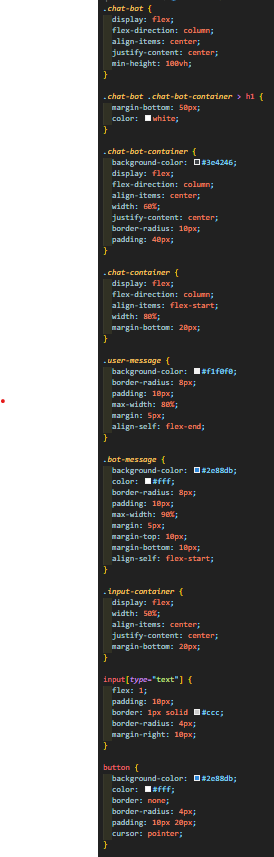 .chat-bot {
display: flex;
flex-direction: column;
align-items: center;
justify-content: center;
min-height: 100vh;
}
.chat-bot .chat-bot-container > h1 {
margin-bottom: 50px;
color: white;
}
.chat-bot-container {
background-color: #3e4246;
display: flex;
flex-direction: column;
align-items: center;
width: 60%;
justify-content: center;
border-radius: 10px;
padding: 40px;
}
.chat-container {
display: flex;
flex-direction: column;
align-items: flex-start;
width: 80%;
margin-bottom: 20px;
}
.user-message {
background-color: #f1f0f0;
border-radius: 8px;
padding: 10px;
max-width: 80%;
margin: 5px;
align-self: flex-end;
}
.bot-message {
background-color: #2e88db;
color: #fff;
border-radius: 8px;
padding: 10px;
max-width: 90%;
margin: 5px;
margin-top: 10px;
margin-bottom: 10px;
align-self: flex-start;
}
.input-container {
display: flex;
width: 50%;
align-items: center;
justify-content: center;
margin-bottom: 20px;
}
input[type="text"] {
flex: 1;
padding: 10px;
border: 1px solid #ccc;
border-radius: 4px;
margin-right: 10px;
}
button {
background-color: #2e88db;
color: #fff;
border: none;
border-radius: 4px;
padding: 10px 20px;
cursor: pointer;
}